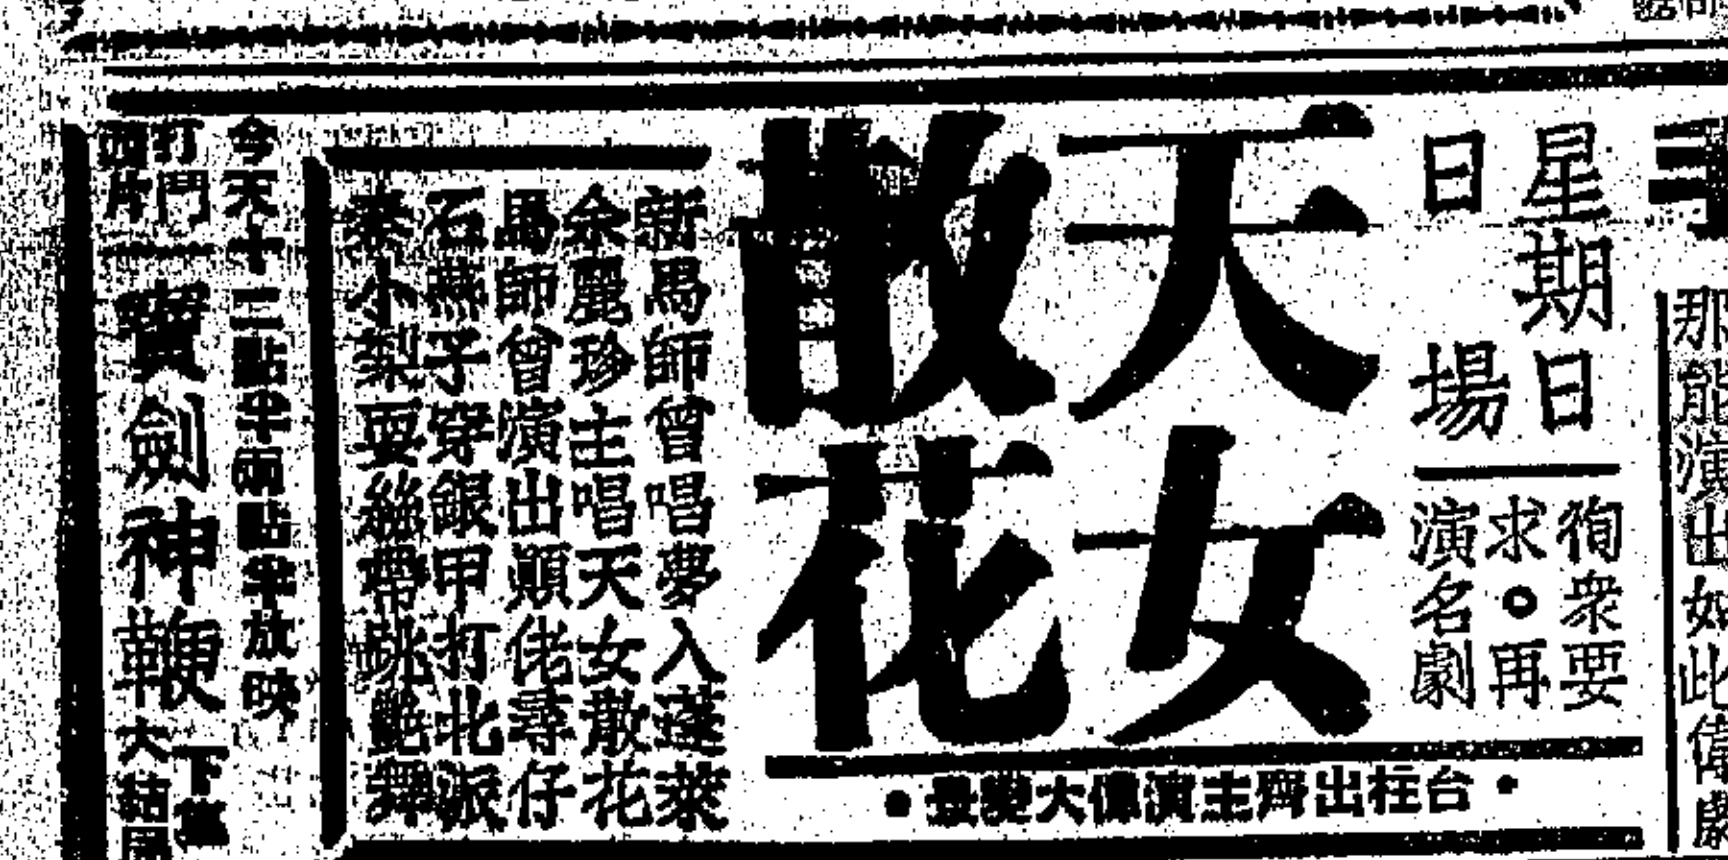 星期日日場
徇衆要
求。再
演名劇
天女
散花
台柱出齊主演偉大變景
新馬師曾唱夢入蓬萊
余麗珍主唱天女散花
馬師曾演出顚佬尋仔
石燕子穿銀甲打北派
秦小梨耍絲帶跳艷舞
今天十二點半兩點半放映
打鬥
西片
寶劍神鞭
下集
大結局
那能演出如此偉劇